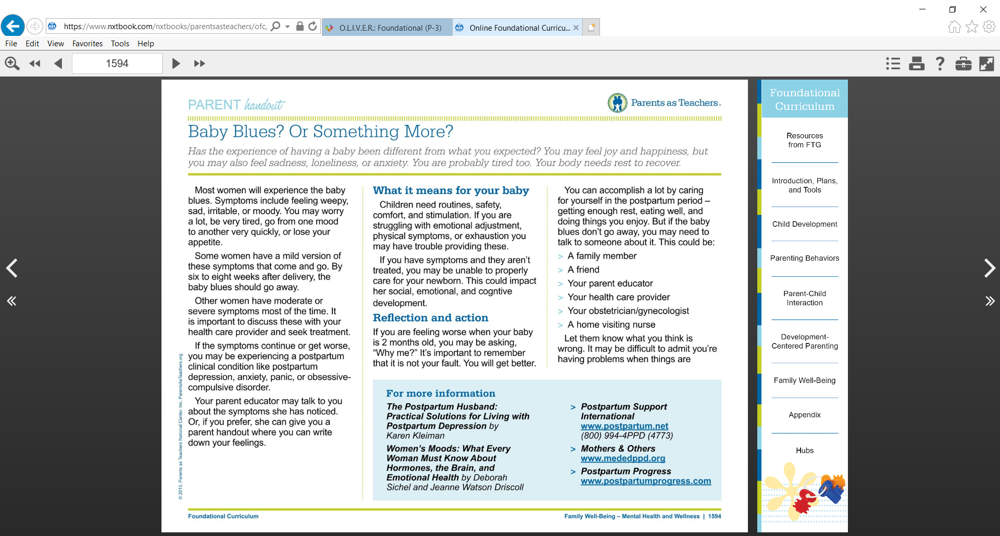 https://www.nxtbook.com/nxtbooks/parentsasteachers/ofc,
O.L.I.V.E.R.: Foundational (P-3)
Online Foundational Curricu...
File Edit View Favorites Tools Help
1594
PARENT handout
Parents as Teachers.
Baby Blues? Or Something More?
Has the experience of having a baby been different from what you expected? You may feel joy and happiness, but
you may also feel sadness, loneliness, or anxiety. You are probably tired too. Your body needs rest to recover.
Most women will experience the baby
blues. Symptoms include feeling weepy,
sad, irritable, or moody. You may worry
a lot, be very tired, go from one mood
to another very quickly, or lose your
appetite.
Some women have a mild version of
these symptoms that come and go. By
six to eight weeks after delivery, the
baby blues should go away.
Other women have moderate or
severe symptoms most of the time. It
is important to discuss these with your
health care provider and seek treatment.
If the symptoms continue or get worse,
you may be experiencing a postpartum
clinical condition like postpartum
depression, anxiety, panic, or obsessive-
compulsive disorder.
Your parent educator may talk to you
about the symptoms she has noticed.
Or, if you prefer, she can give you a
parent handout where you can write
down your feelings.
What it means for your baby
Children need routines, safety,
comfort, and stimulation. If you are
struggling with emotional adjustment,
physical symptoms, or exhaustion you
may have trouble providing these.
If you have symptoms and they aren't
treated, you may be unable to properly
care for your newborn. This could impact
her social, emotional, and cogntive
development.
Reflection and action
If you are feeling worse when your baby
is 2 months old, you may be asking,
“Why me?” It's important to remember
that it is not your fault. You will get better.
You can accomplish a lot by caring
for yourself in the postpartum period –
getting enough rest, eating well, and
doing things you enjoy. But if the baby
blues don't go away, you may need to
talk to someone about it. This could be:
> A family member
> A friend
> Your parent educator
> Your health care provider
> Your obstetrician/gynecologist
> A home visiting nurse
Let them know what you think is
wrong. It may be difficult to admit you're
having problems when things are
For more information
The Postpartum Husband:
Practical Solutions for Living with
Postpartum Depression by
Karen Kleiman
Women's Moods: What Every
Woman Must Know About
Hormones, the Brain, and
Emotional Health by Deborah
Sichel and Jeanne Watson Driscoll
> Postpartum Support
International
www.postpartum.net
(800) 994-4PPD (4773)
> Mothers & Others
www.mededppd.org
> Postpartum Progress
www.postpartumprogress.com
© 2015, Parents as Teachers National Center, Inc. ParentsAsTeachers.org
Foundational Curriculum
Family Well-Being – Mental Health and Wellness | 1594
Foundational
Curriculum
Resources
from FTG
Introduction, Plans,
and Tools
Child Development
Parenting Behaviors
Parent-Child
Interaction
Development-
Centered Parenting
Family Well-Being
Appendix
Hubs